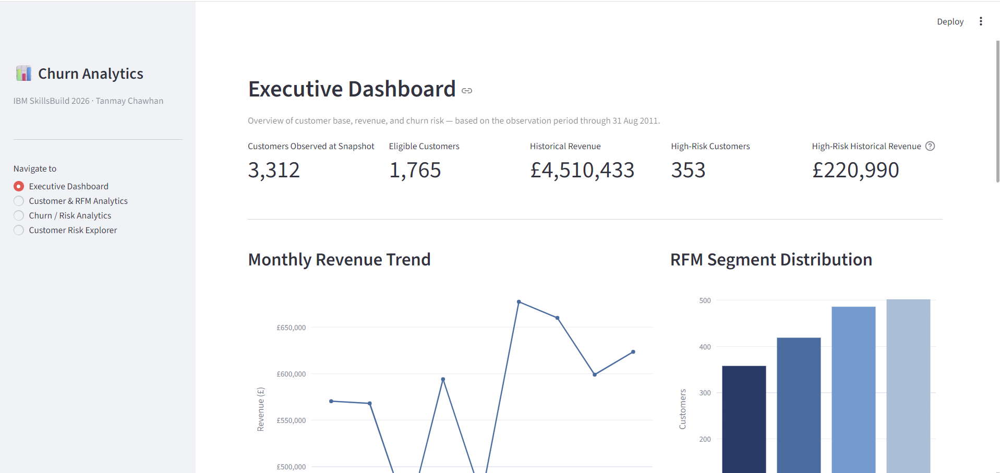 Deploy
Churn Analytics
IBM SkillsBuild 2026 · Tanmay Chawhan
Navigate to
Executive Dashboard
Customer & RFM Analytics
Churn / Risk Analytics
Customer Risk Explorer
Executive Dashboard
Overview of customer base, revenue, and churn risk — based on the observation period through 31 Aug 2011.
Customers Observed at Snapshot
3,312
Eligible Customers
1,765
Historical Revenue
£4,510,433
High-Risk Customers
353
High-Risk Historical Revenue
£220,990
Monthly Revenue Trend
Revenue (£)
£650,000
£600,000
£550,000
£500,000
RFM Segment Distribution
Customers
500
400
300
200